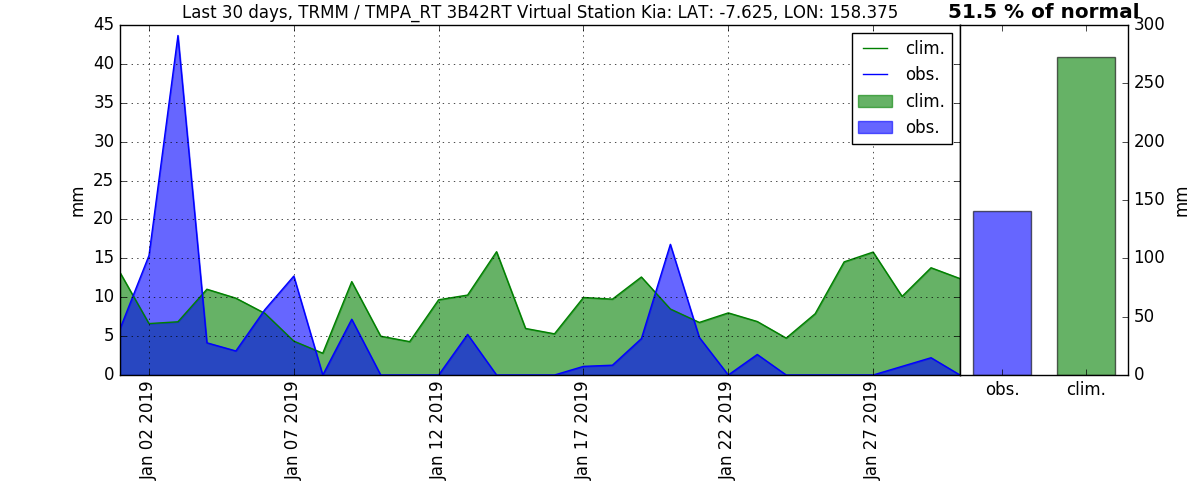 Last 30 days, TRMM / TMPA_RT 3B42RT Virtual Station Kia: LAT: -7.625, LON: 158.375
51.5 % of normal
45
40
35
30
25
20
15
10
5
0
mm
clim.
obs.
clim.
obs.
300
250
200
150
100
50
0
mm
obs.
clim.
Jan 02 2019
Jan 07 2019
Jan 12 2019
Jan 17 2019
Jan 22 2019
Jan 27 2019